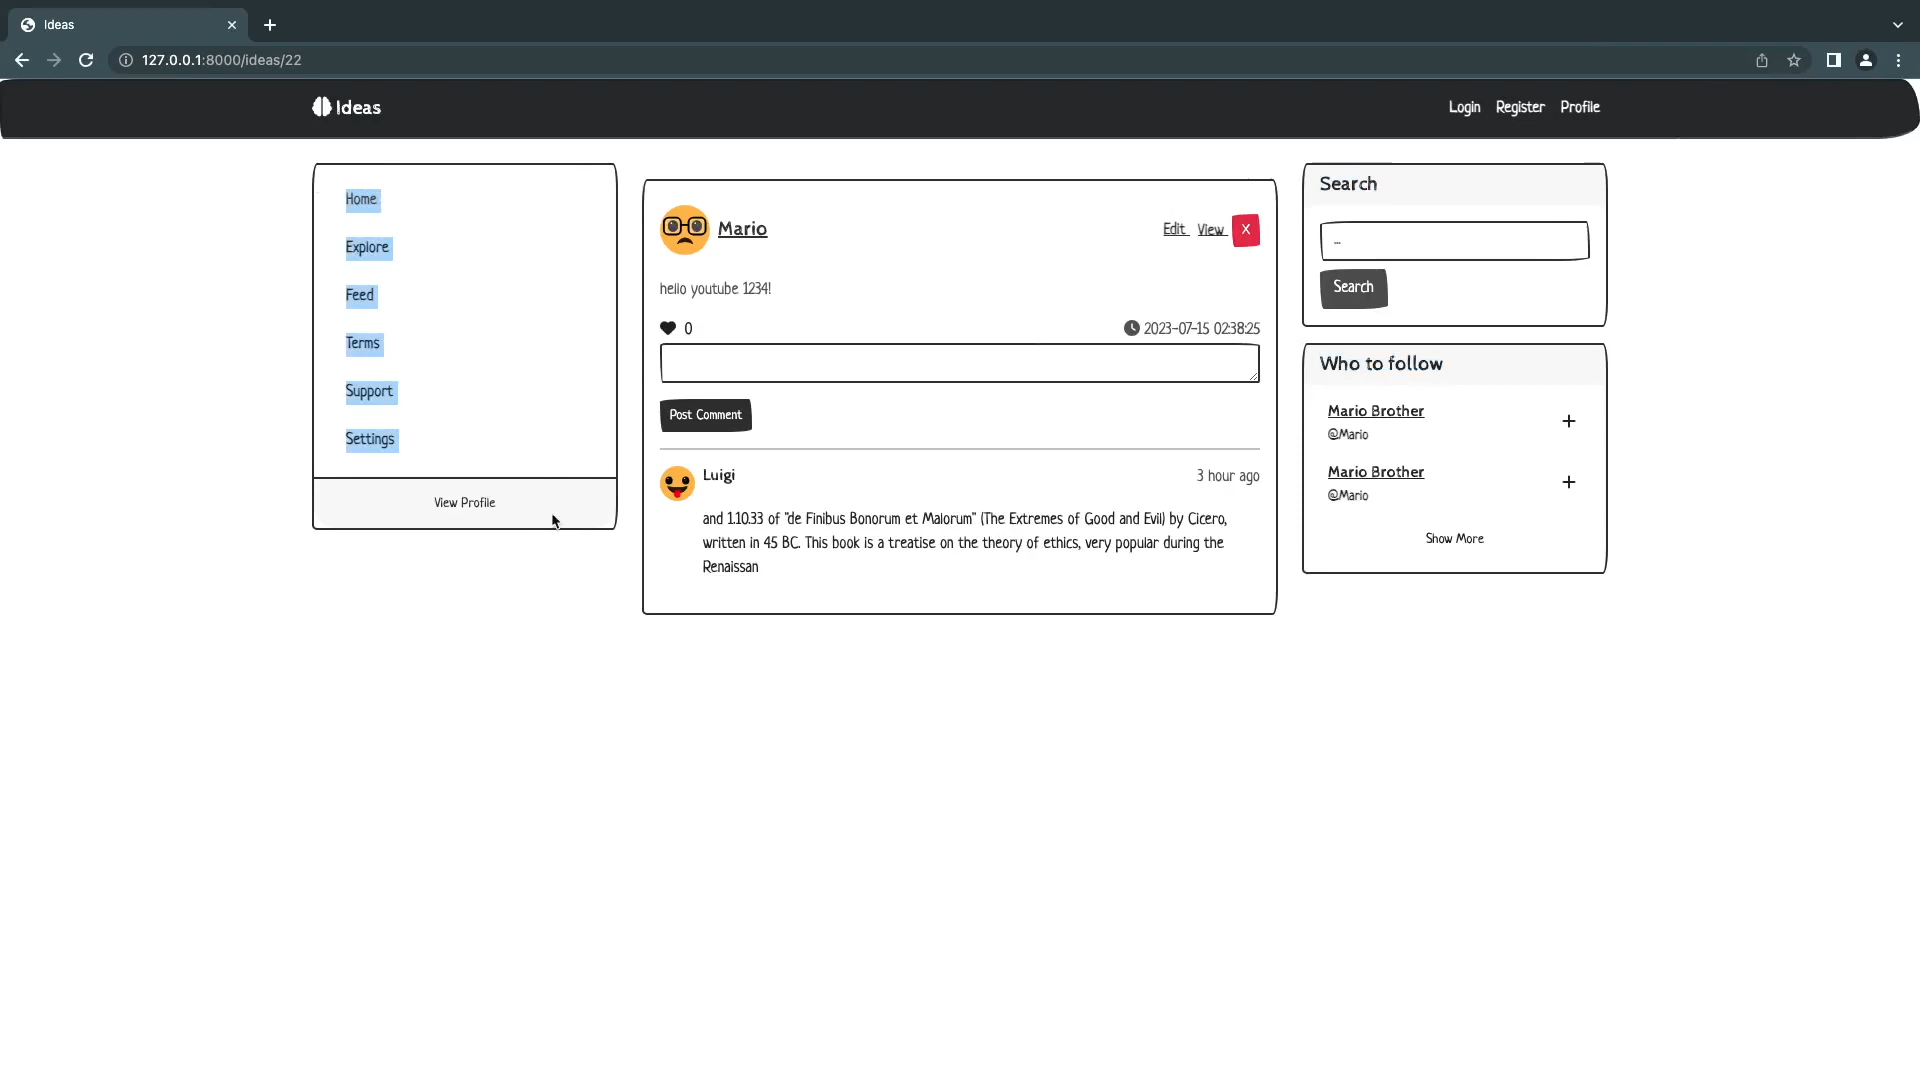 Ideas
127.0.0.1:8000/ideas/22
Ideas
Login Register Profile
Home
Explore
Feed
Terms
Support
Settings
View Profile
Mario
Edit View X
hello youtube 1234!
0
2023-07-15 02:38:25
Post Comment
Luigi
3 hour ago
and 1.10.33 of "de Finibus Bonorum et Malorum" (The Extremes of Good and Evil) by Cicero,
written in 45 BC. This book is a treatise on the theory of ethics, very popular during the
Renaissan
Search
...
Search
Who to follow
Mario Brother
@Mario
Mario Brother
@Mario
Show More